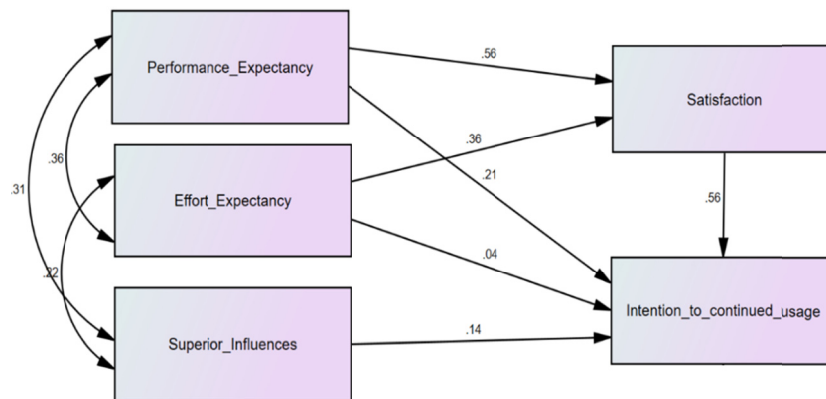 Performance_Expectancy
.56
Satisfaction
.36
.36
.21
.31
Effort_Expectancy
.56
.04
.22
Intention_to_continued_usage
.14
Superior_Influences